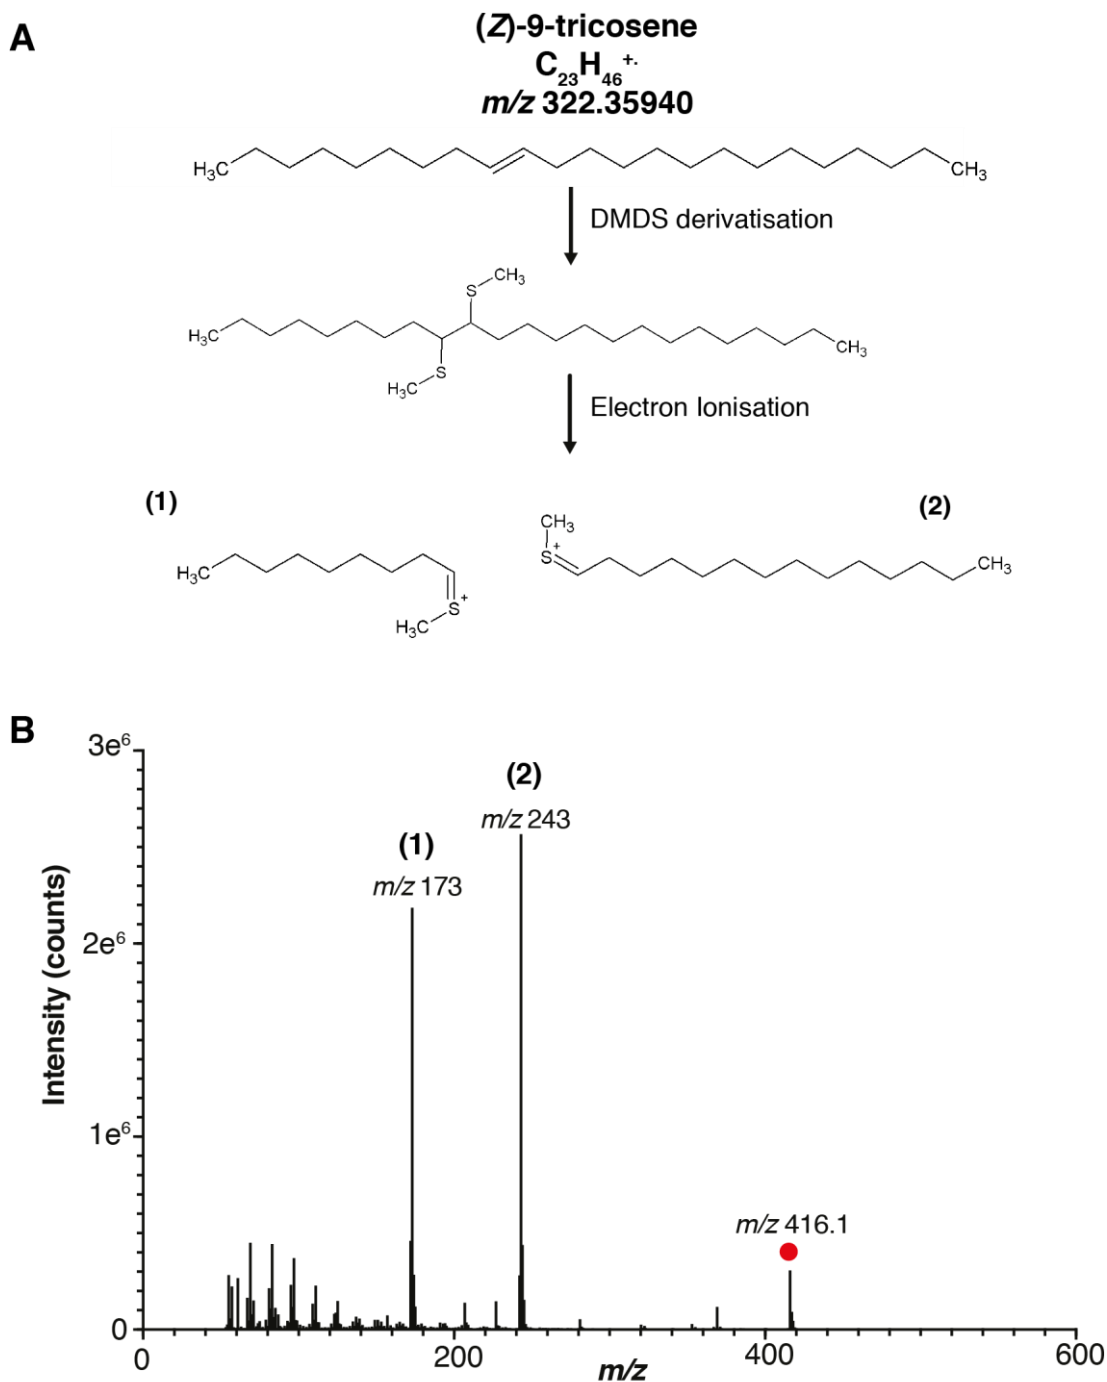 A
(Z)-9-tricosene
C₂₃H₄₆⁺·
m/z 322.35940
H₃C
CH₃
DMDS derivatisation
S
CH₃
H₃C
CH₃
S
H₃C
Electron Ionisation
(1)
(2)
CH₃
S⁺
H₃C
CH₃
S⁺
H₃C
B
3e⁶
(2)
m/z 243
(1)
m/z 173
2e⁶
Intensity (counts)
1e⁶
m/z 416.1
0
0
200
400
600
m/z